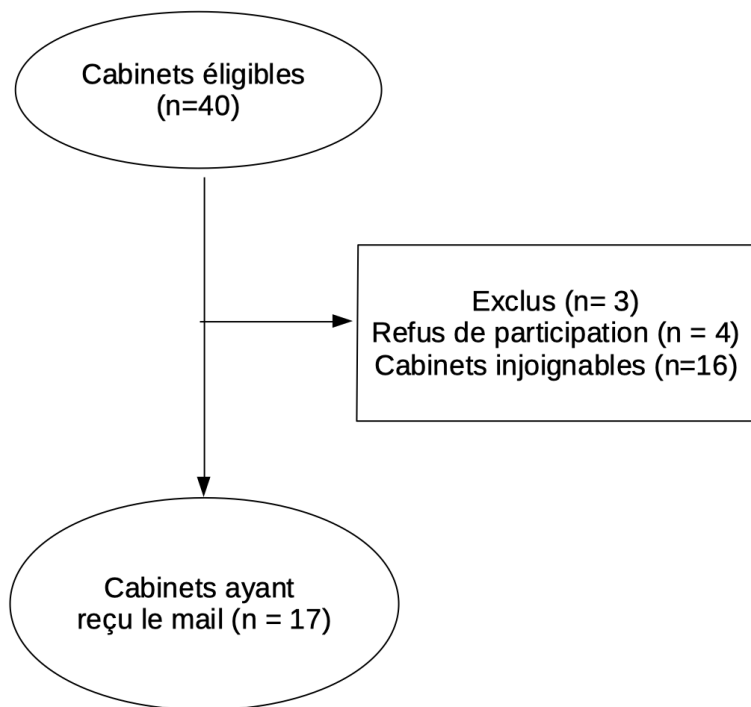 Cabinets éligibles
(n=40)
Exclus (n= 3)
Refus de participation (n = 4)
Cabinets injoignables (n=16)
Cabinets ayant
reçu le mail (n = 17)